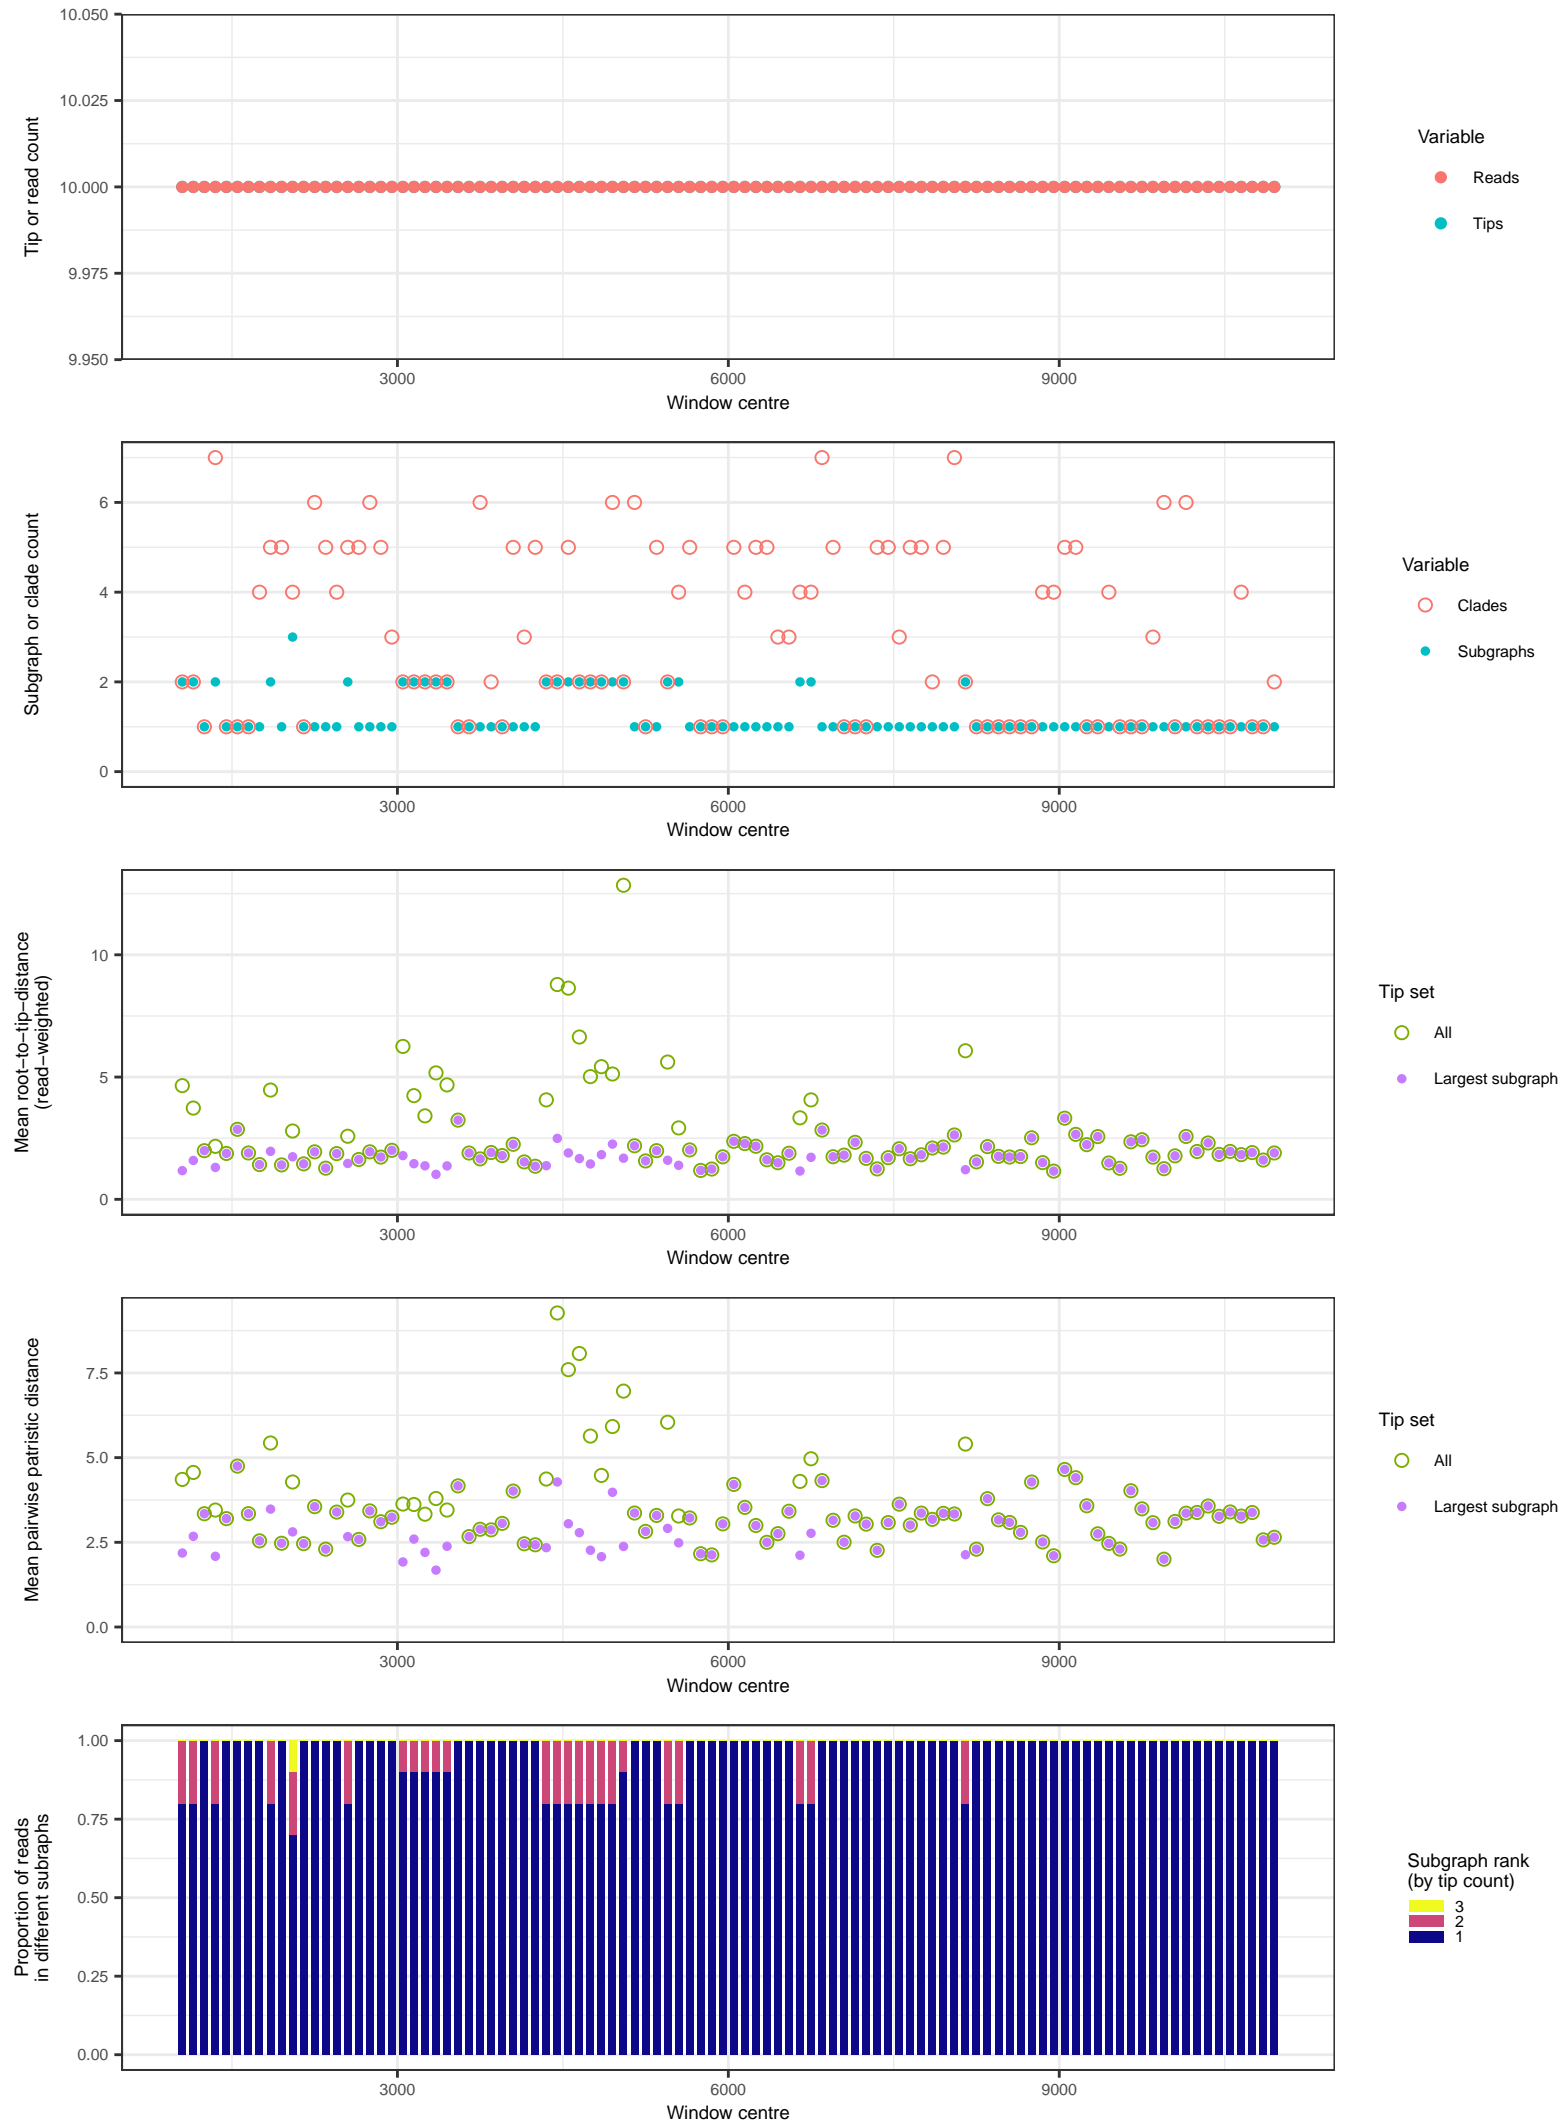 10.050
10.025
10.000
9.975
9.950
Tip or read count
3000
6000
9000
Window centre
Variable
Reads
Tips
6
4
2
0
Subgraph or clade count
3000
6000
9000
Window centre
Variable
Clades
Subgraphs
10
5
0
Mean root−to−tip−distance
(read−weighted)
3000
6000
9000
Window centre
Tip set
All
Largest subgraph
7.5
5.0
2.5
0.0
Mean pairwise patristic distance
3000
6000
9000
Window centre
Tip set
All
Largest subgraph
1.00
0.75
0.50
0.25
0.00
Proportion of reads
in different subraphs
3000
6000
9000
Window centre
Subgraph rank
(by tip count)
3
2
1